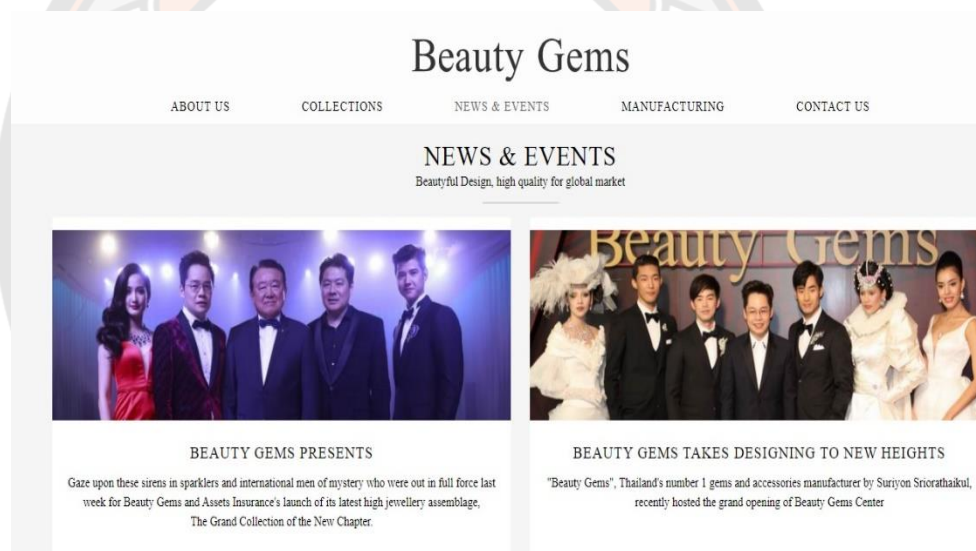 Beauty Gems
ABOUT US COLLECTIONS NEWS & EVENTS MANUFACTURING CONTACT US
NEWS & EVENTS
Beautyful Design, high quality for global market
Beauty Gems
BEAUTY GEMS PRESENTS
Gaze upon these sirens in sparklers and international men of mystery who were out in full force last
week for Beauty Gems and Assets Insurance's launch of its latest high jewellery assemblage,
The Grand Collection of the New Chapter.
BEAUTY GEMS TAKES DESIGNING TO NEW HEIGHTS
"Beauty Gems", Thailand's number 1 gems and accessories manufacturer by Suriyon Sriorathaikul,
recently hosted the grand opening of Beauty Gems Center